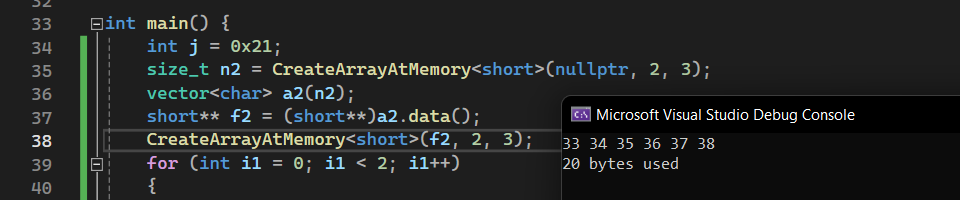 32
33 int main() {
34 int j = 0x21;
35 size_t n2 = CreateArrayAtMemory<short>(nullptr, 2, 3);
36 vector<char> a2(n2);
37 short** f2 = (short**)a2.data();
38 CreateArrayAtMemory<short>(f2, 2, 3);
39 for (int i1 = 0; i1 < 2; i1++)
40 {
C:\ Microsoft Visual Studio Debug Console
33 34 35 36 37 38
20 bytes used